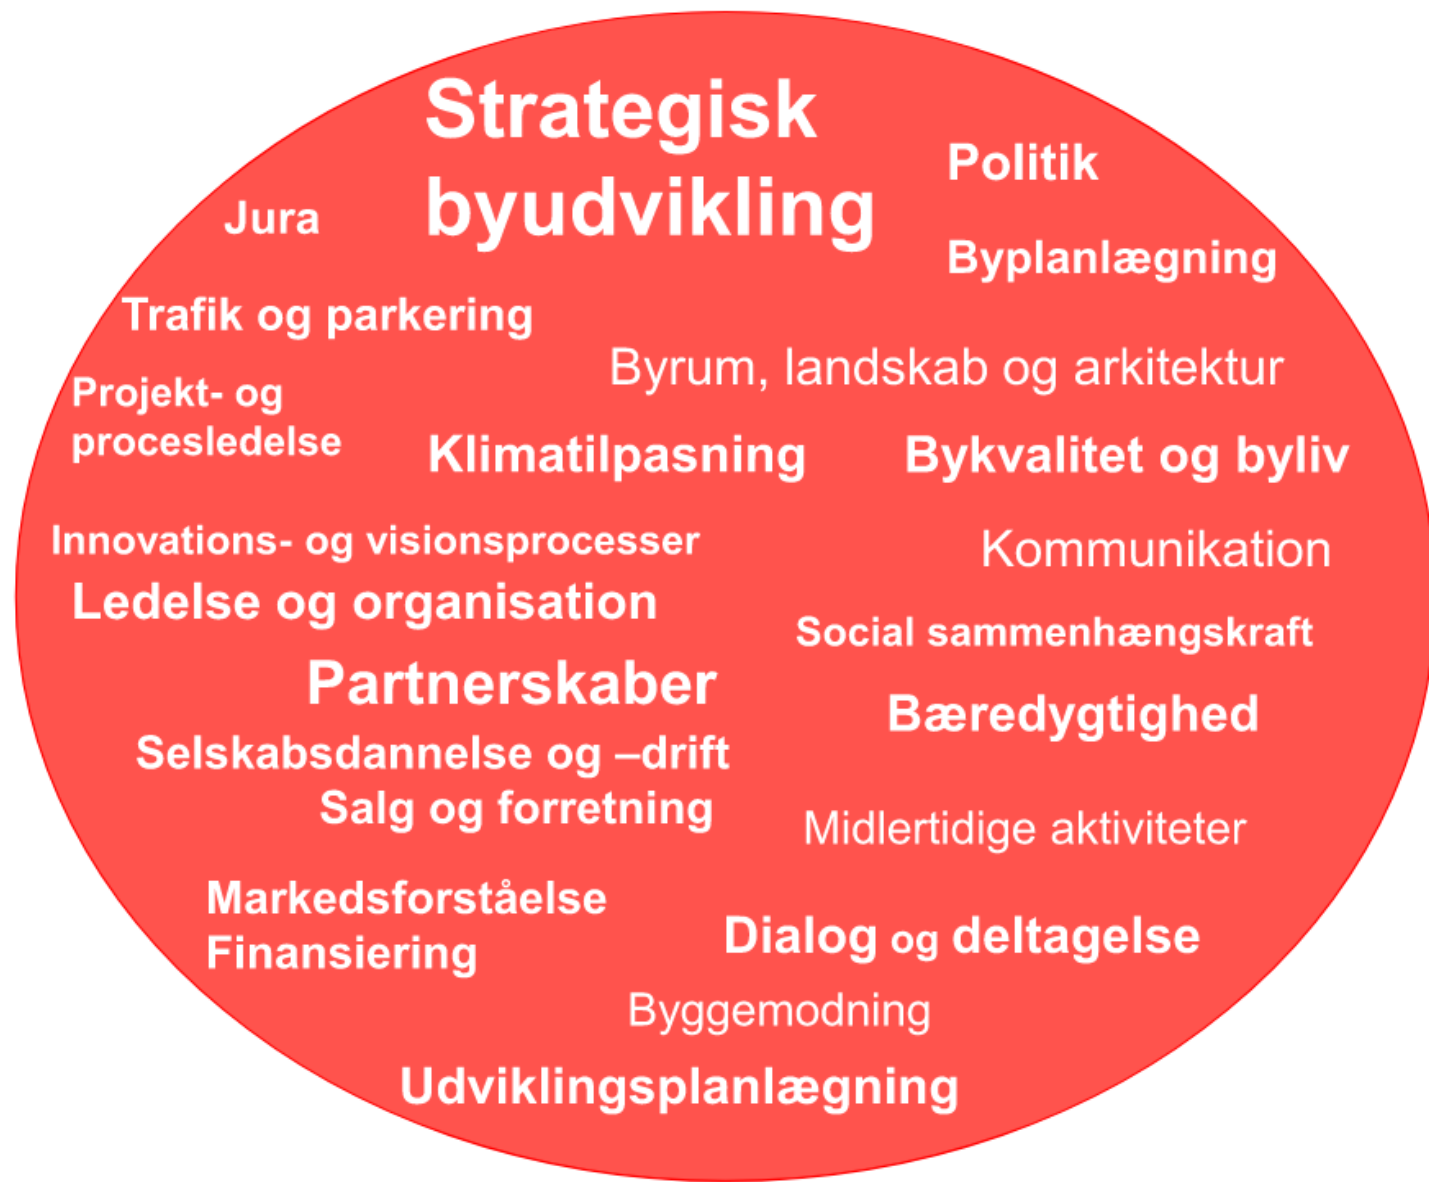 Strategisk
byudvikling
Politik
Jura
Byplanlægning
Trafik og parkering
Byrum, landskab og arkitektur
Projekt- og
procesledelse
Klimatilpasning
Bykvalitet og byliv
Innovations- og visionsprocesser
Kommunikation
Ledelse og organisation
Social sammenhængskraft
Partnerskaber
Bæredygtighed
Selskabsdannelse og –drift
Salg og forretning
Midlertidige aktiviteter
Markedsforståelse
Finansiering
Dialog og deltagelse
Byggemodning
Udviklingsplanlægning